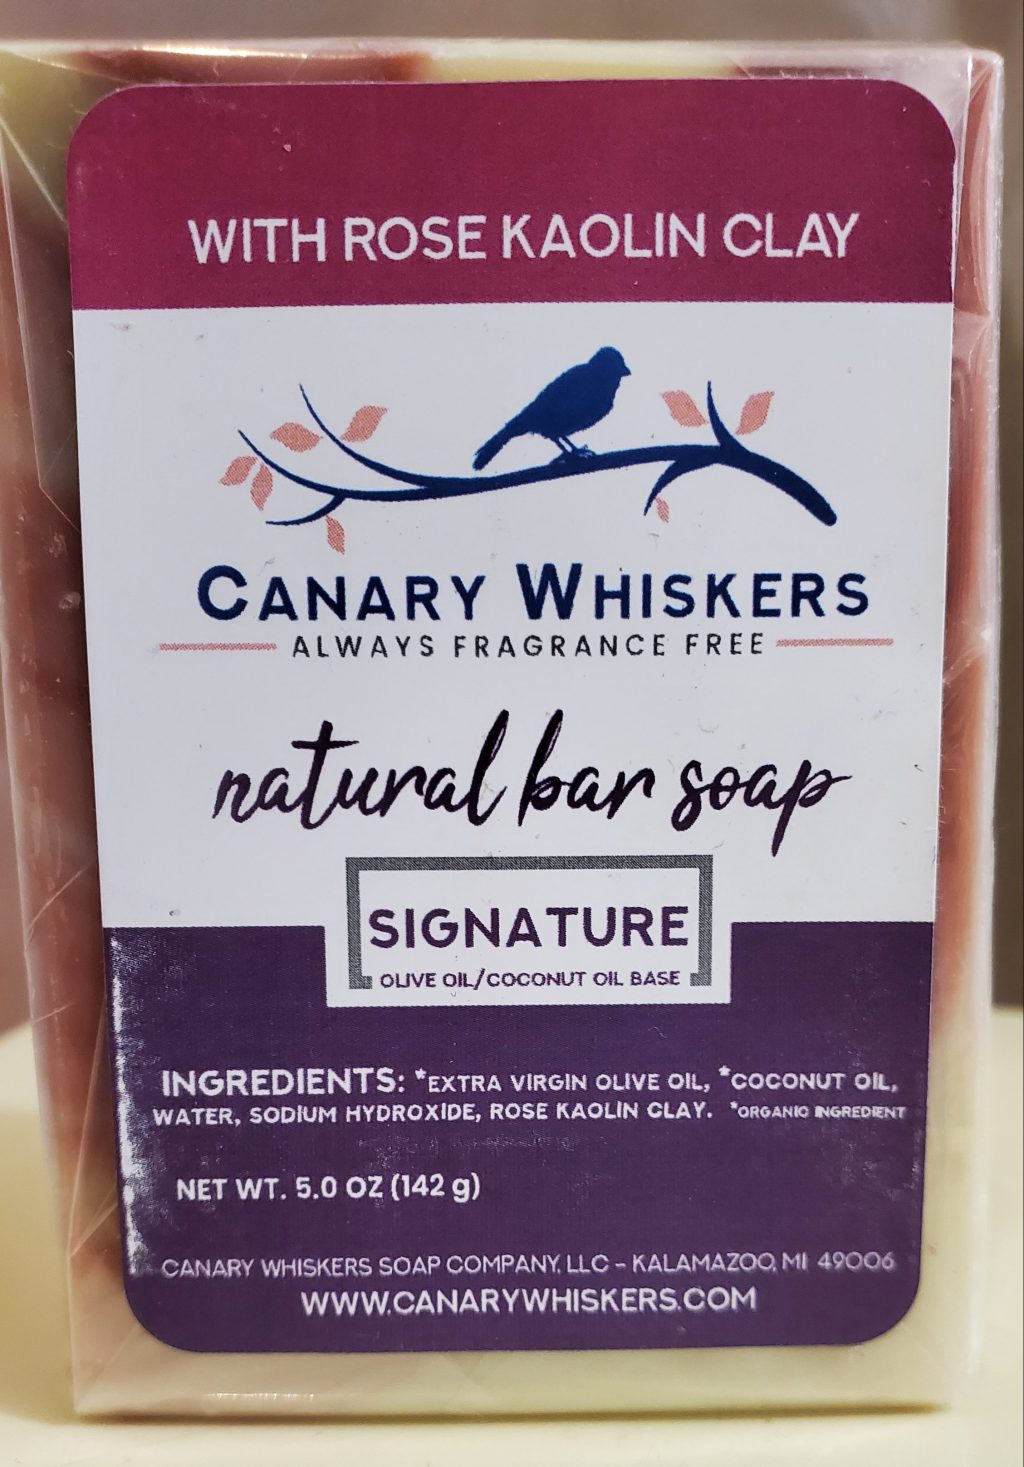 WITH ROSE KAOLIN CLAY
CANARY WHISKERS
ALWAYS FRAGRANCE FREE
natural bar soap
SIGNATURE
OLIVE OIL/COCONUT OIL BASE
INGREDIENTS: *EXTRA VIRGIN OLIVE OIL, *COCONUT OIL,
WATER, SODIUM HYDROXIDE, ROSE KAOLIN CLAY. *ORGANIC INGREDIENT
NET WT. 5.0 OZ (142 g)
CANARY WHISKERS SOAP COMPANY, LLC - KALAMAZOO, MI 49006
WWW.CANARYWHISKERS.COM